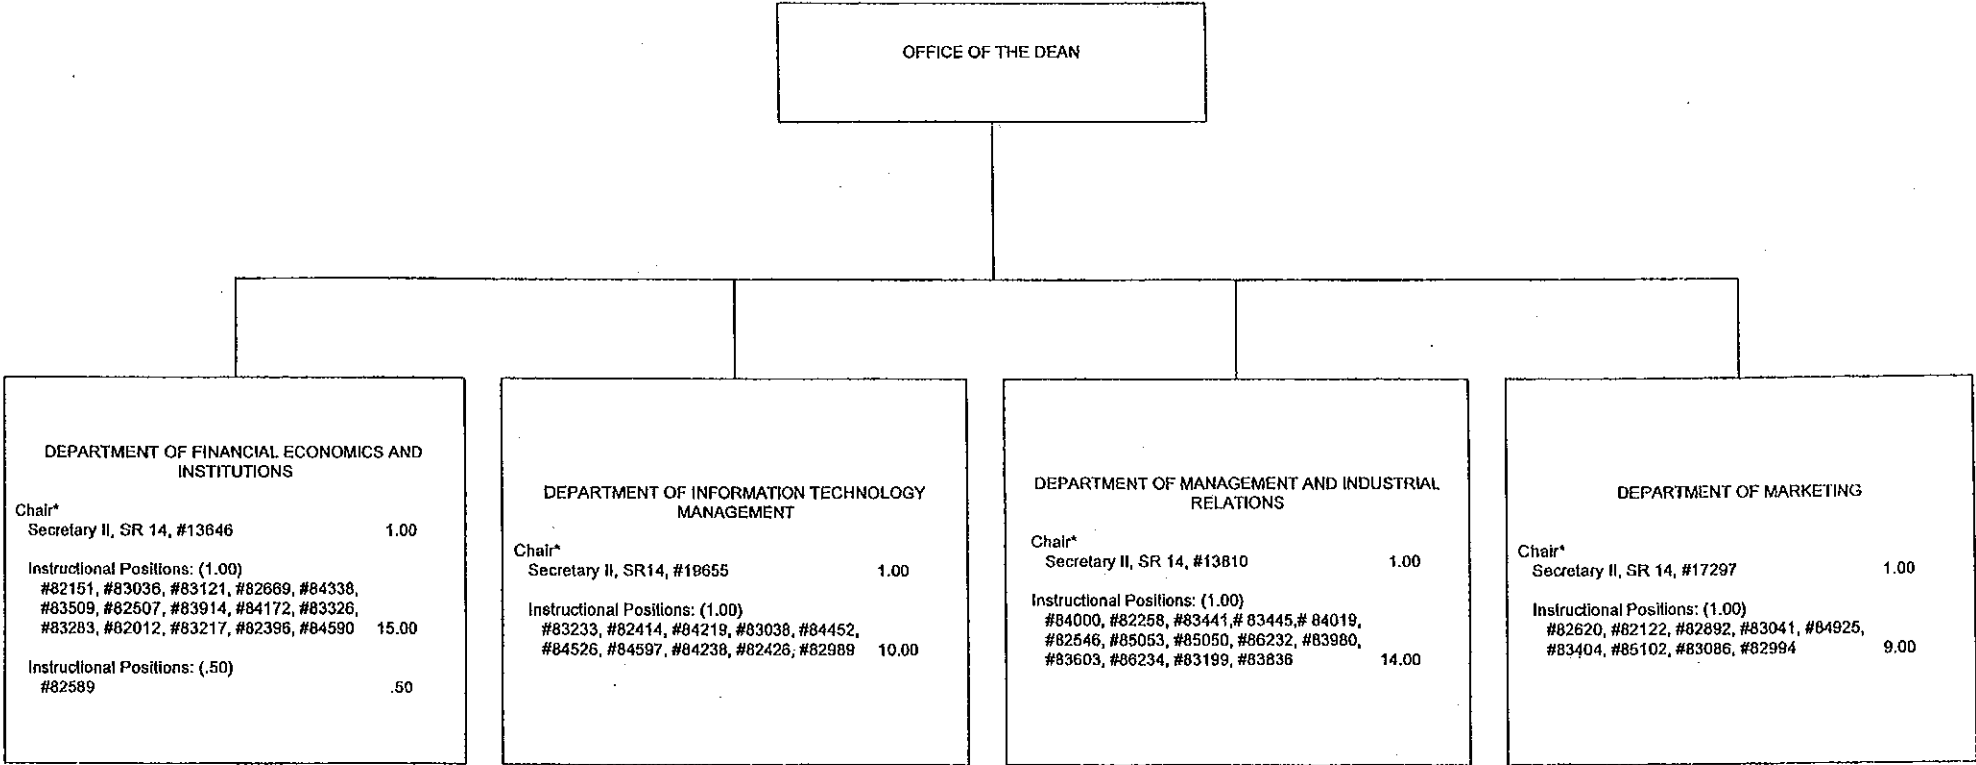 OFFICE OF THE DEAN
DEPARTMENT OF FINANCIAL ECONOMICS AND
INSTITUTIONS
Chair*
Secretary II, SR 14, #13646 1.00
Instructional Positions: (1.00)
#82151, #83036, #83121, #82669, #84338,
#83509, #82507, #83914, #84172, #83326,
#83283, #82012, #83217, #82396, #84590 15.00
Instructional Positions: (.50)
#82589 .50
DEPARTMENT OF INFORMATION TECHNOLOGY
MANAGEMENT
Chair*
Secretary II, SR14, #19655 1.00
Instructional Positions: (1.00)
#83233, #82414, #84219, #83038, #84452,
#84526, #84597, #84238, #82426, #82989 10.00
DEPARTMENT OF MANAGEMENT AND INDUSTRIAL
RELATIONS
Chair*
Secretary II, SR 14, #13810 1.00
Instructional Positions: (1.00)
#84000, #82258, #83441,# 83445,# 84019,
#82546, #85053, #85050, #86232, #83980,
#83603, #86234, #83199, #83836 14.00
DEPARTMENT OF MARKETING
Chair*
Secretary II, SR 14, #17297 1.00
Instructional Positions: (1.00)
#82620, #82122, #82892, #83041, #84925,
#83404, #85102, #83086, #82994 9.00